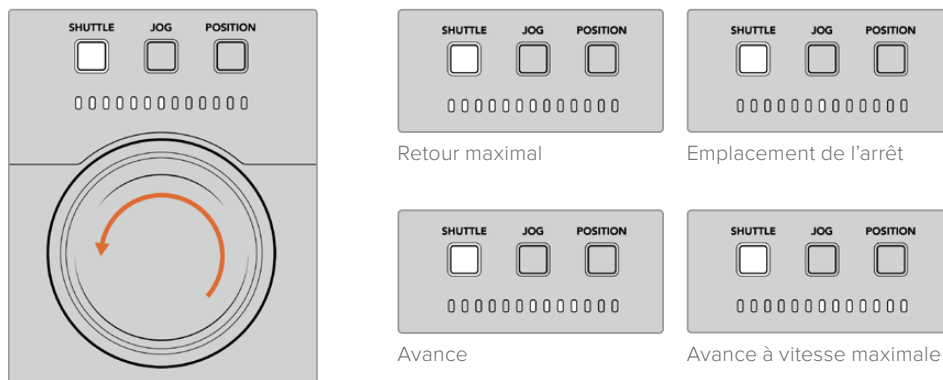 SHUTTLE JOG POSITION
SHUTTLE JOG POSITION
Retour maximal
SHUTTLE JOG POSITION
Emplacement de l'arrêt
SHUTTLE JOG POSITION
Avance
SHUTTLE JOG POSITION
Avance à vitesse maximale